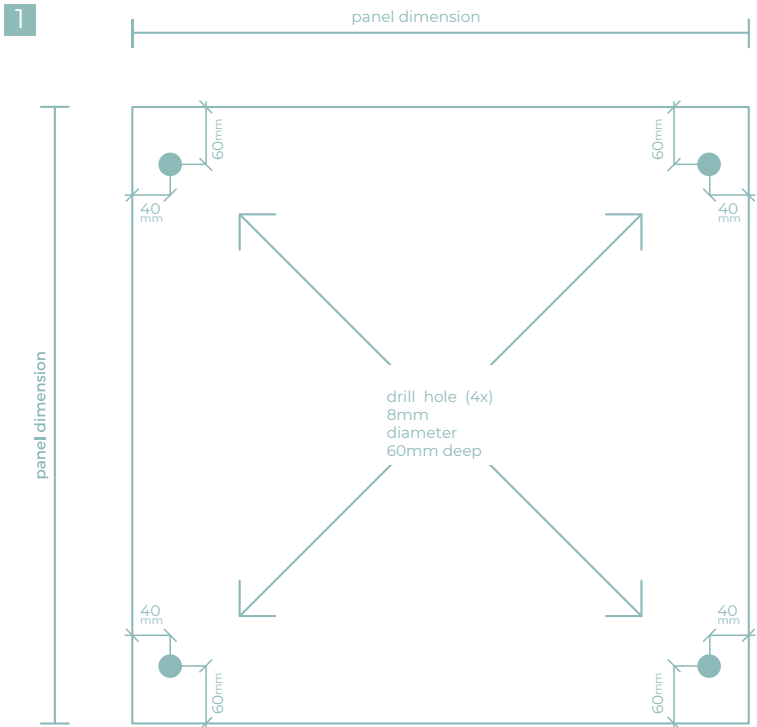 1
panel dimension
60mm
60mm
40
mm
40
mm
panel dimension
drill hole (4x)
8mm
diameter
60mm deep
40
mm
40
mm
60mm
60mm